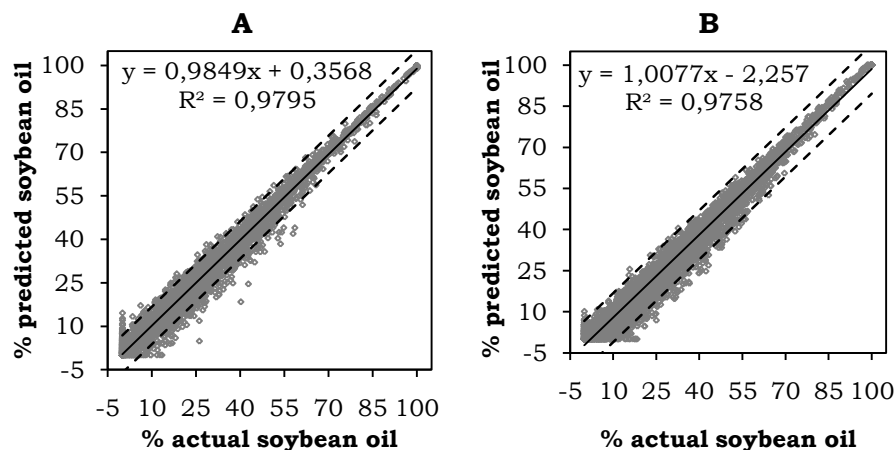 A
B
y = 0,9849x + 0,3568
R² = 0,9795
% predicted soybean oil
100
85
70
55
40
25
10
-5
-5 10 25 40 55 70 85 100
% actual soybean oil
y = 1,0077x - 2,257
R² = 0,9758
% predicted soybean oil
100
85
70
55
40
25
10
-5
-5 10 25 40 55 70 85 100
% actual soybean oil